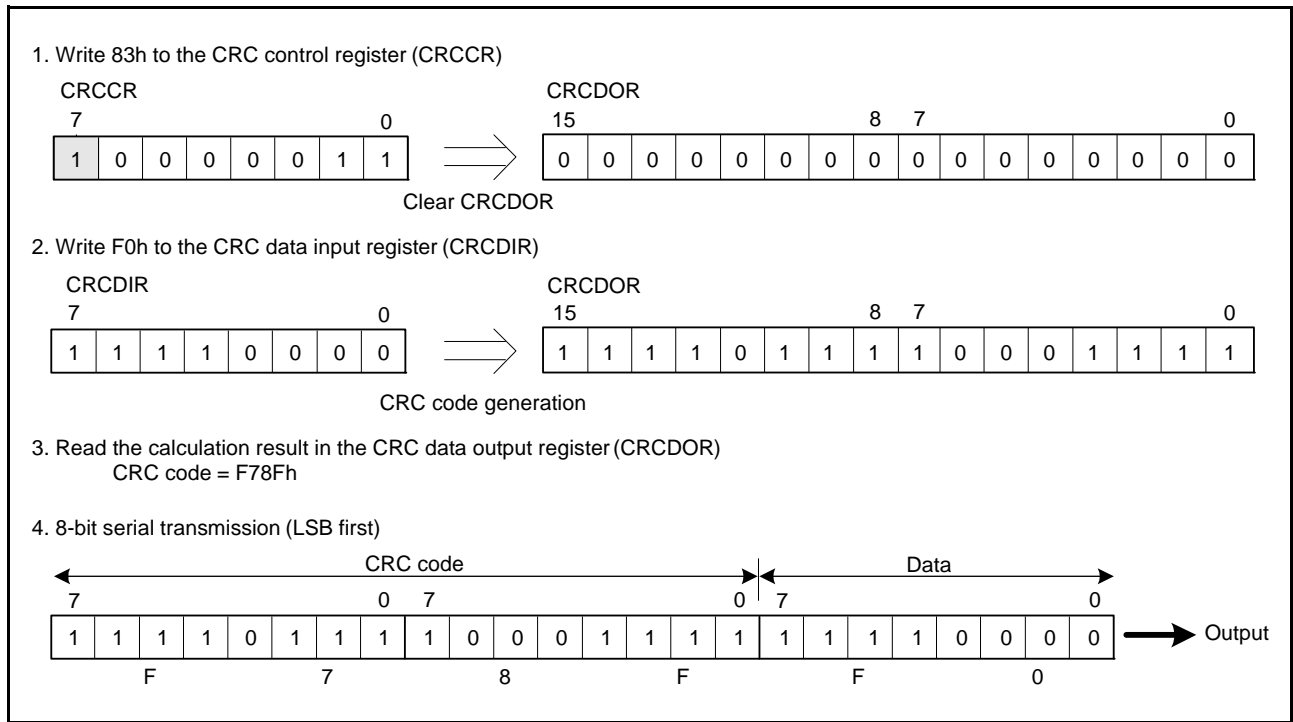 1. Write 83h to the CRC control register (CRCCR)
CRCCR CRCDOR
7 0 15 8 7 0
1 0 0 0 0 0 1 1 0 0 0 0 0 0 0 0 0 0 0 0 0 0 0 0
Clear CRCDOR
2. Write F0h to the CRC data input register (CRCDIR)
CRCDIR CRCDOR
7 0 15 8 7 0
1 1 1 1 0 0 0 0 1 1 1 1 0 1 1 1 1 0 0 0 1 1 1 1
CRC code generation
3. Read the calculation result in the CRC data output register (CRCDOR)
CRC code = F78Fh
4. 8-bit serial transmission (LSB first)
CRC code Data
7 0 7 0 7 0
1 1 1 1 0 1 1 1 1 0 0 0 1 1 1 1 1 1 1 1 0 0 0 0 Output
F 7 8 F F 0